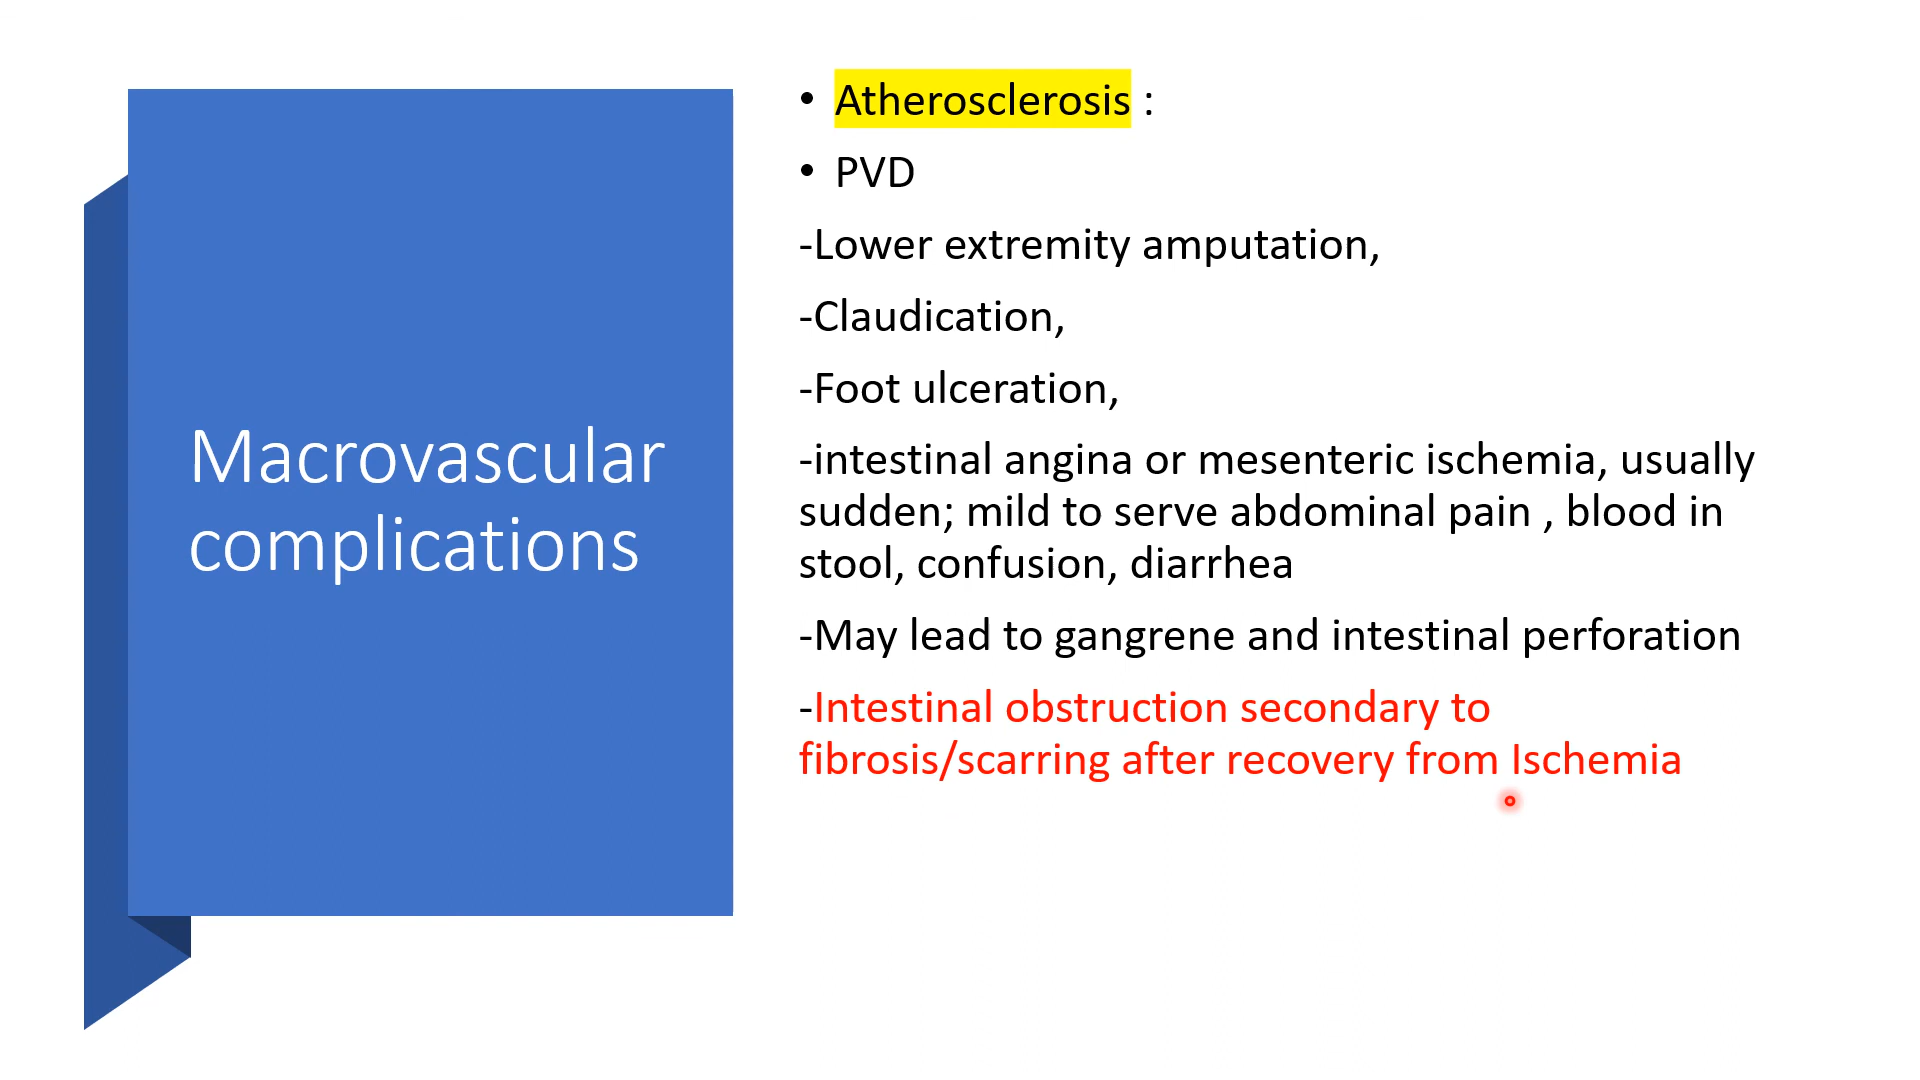 Macrovascular
complications
• Atherosclerosis :
• PVD
-Lower extremity amputation,
-Claudication,
-Foot ulceration,
-intestinal angina or mesenteric ischemia, usually
sudden; mild to serve abdominal pain , blood in
stool, confusion, diarrhea
-May lead to gangrene and intestinal perforation
-Intestinal obstruction secondary to
fibrosis/scarring after recovery from Ischemia